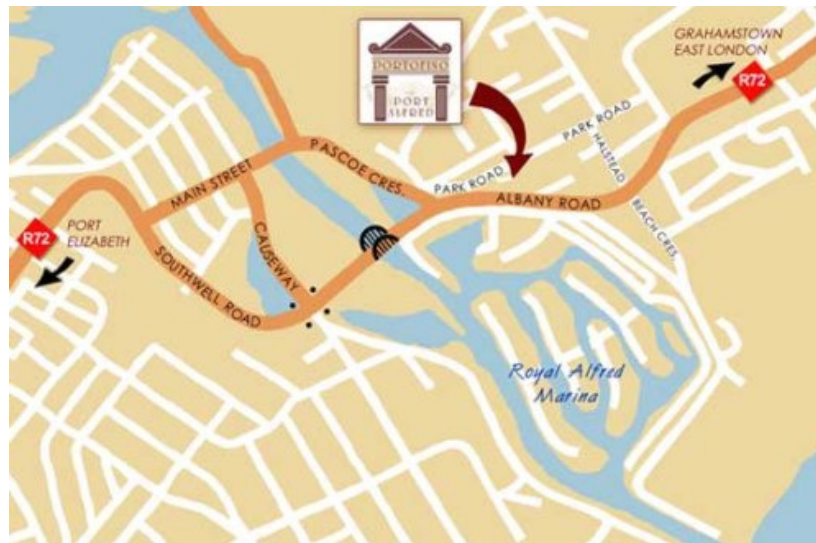 PORTOFINO
PORT
ALFRED
GRAHAMSTOWN
EAST LONDON
R72
PARK ROAD
PARK ROAD
HALSTEAD
ALBANY ROAD
BEACH CRES.
PASCOE CRES.
MAIN STREET
CAUSEWAY
SOUTHWELL ROAD
R72
PORT
ELIZABETH
Royal Alfred
Marina